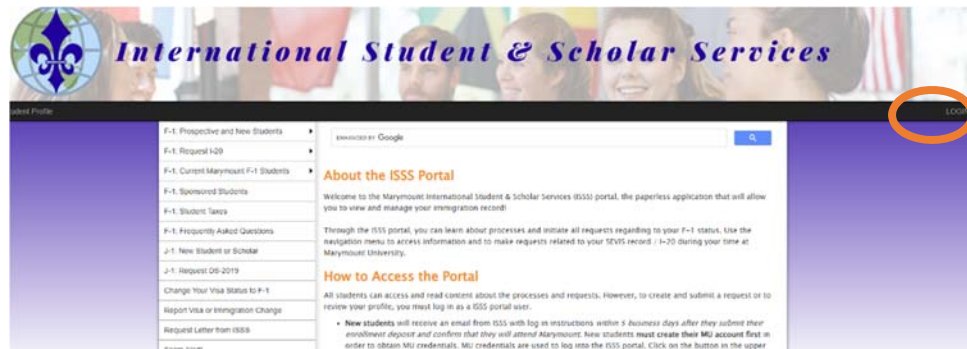 International Student & Scholar Services
udent Profile
LOGIN
F-1: Prospective and New Students
F-1: Request I-20
F-1: Current Marymount F-1 Students
F-1: Sponsored Students
F-1: Student Taxes
F-1: Frequently Asked Questions
J-1: New Student or Scholar
J-1: Request DS-2019
Change Your Visa Status to F-1
Report Visa or Immigration Change
Request Letter from ISSS
ENHANCED BY Google
About the ISSS Portal
Welcome to the Marymount International Student & Scholar Services (ISSS) portal, the paperless application that will allow
you to view and manage your immigration record!
Through the ISSS portal, you can learn about processes and initiate all requests regarding to your F-1 status. Use the
navigation menu to access information and to make requests related to your SEVIS record / I-20 during your time at
Marymount University.
How to Access the Portal
All students can access and read content about the processes and requests. However, to create and submit a request or to
review your profile, you must log in as a ISSS portal user.
• New students will receive an email from ISSS with log in instructions within 5 business days after they submit their
enrollment deposit and confirm that they will attend Marymount. New students must create their MU account first in
order to obtain MU credentials. MU credentials are used to log into the ISSS portal. Click on the button in the upper